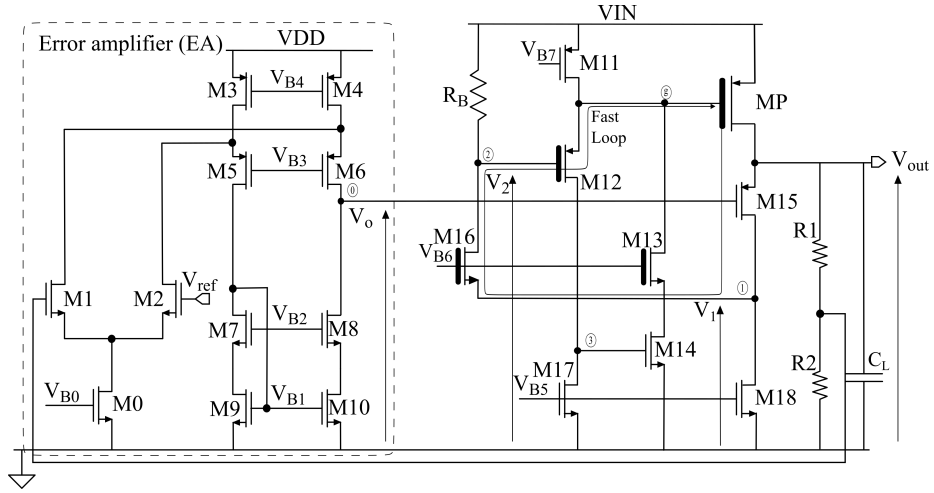 VIN
Error amplifier (EA)
VDD
M3
VB4
M4
VB7
M11
RB
g
MP
Fast
Loop
M5
VB3
M6
0
2
V2
M12
Vo
Vout
M15
R1
M16
VB6
M13
M1
M2
Vref
1
V1
M7
VB2
M8
3
M14
R2
CL
VB0
M0
M9
VB1
M10
M17
VB5
M18